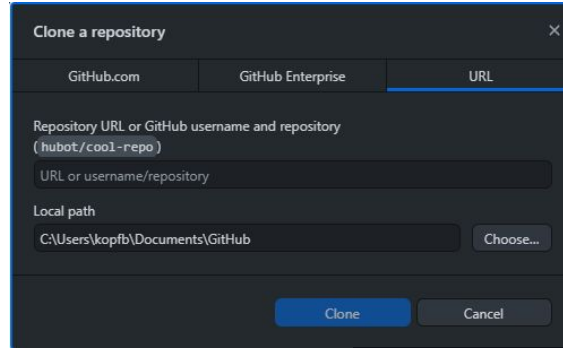 Clone a repository
GitHub.com GitHub Enterprise URL
Repository URL or GitHub username and repository
(hubot/cool-repo)
URL or username/repository
Local path
C:\Users\kopfb\Documents\GitHub Choose...
Clone Cancel